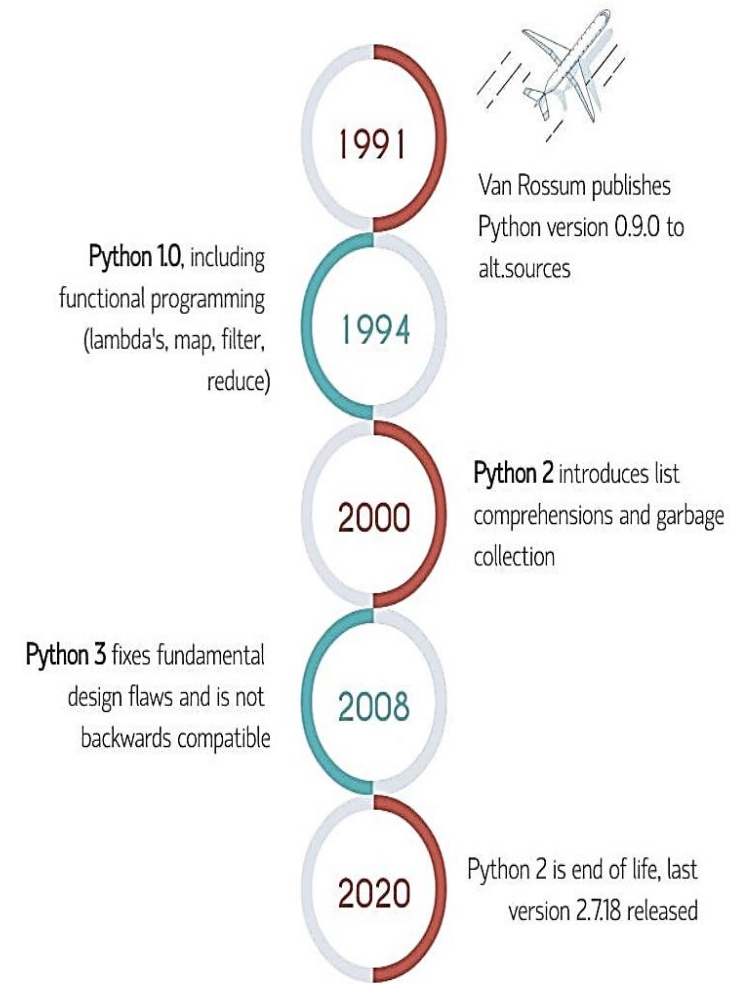 1991
Van Rossum publishes
Python version 0.9.0 to
alt.sources
Python 1.0, including
functional programming
(lambda's, map, filter,
reduce)
1994
2000
Python 2 introduces list
comprehensions and garbage
collection
Python 3 fixes fundamental
design flaws and is not
backwards compatible
2008
2020
Python 2 is end of life, last
version 2.7.18 released